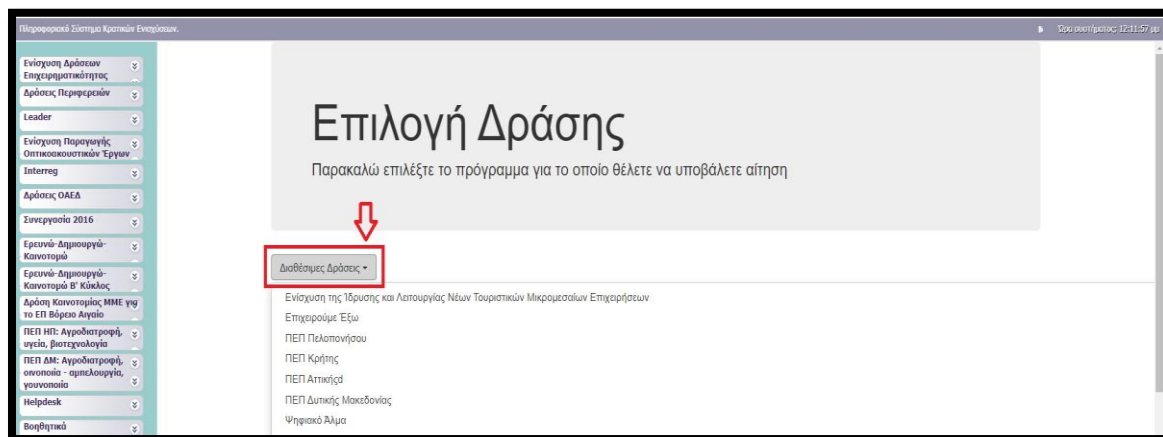 Πληροφοριακό Σύστημα Κρατικών Ενισχύσεων.
Ώρα συστήματος: 12:11:57 μμ
Ενίσχυση Δράσεων
Επιχειρηματικότητας
Δράσεις Περιφερειών
Leader
Ενίσχυση Παραγωγής
Οπτικοακουστικών Έργων
Interreg
Δράσεις ΟΑΕΔ
Συνεργασία 2016
Ερευνώ-Δημιουργώ-
Καινοτομώ
Ερευνώ-Δημιουργώ-
Καινοτομώ Β' Κύκλος
Δράση Καινοτομίας ΜΜΕ για
το ΕΠ Βόρειο Αιγαίο
ΠΕΠ ΗΠ: Αγροδιατροφή,
υγεία, βιοτεχνολογία
ΠΕΠ ΔΜ: Αγροδιατροφή,
οινοποιία - αμπελουργία,
γουνοποιία
Helpdesk
Βοηθητικά
Επιλογή Δράσης
Παρακαλώ επιλέξτε το πρόγραμμα για το οποίο θέλετε να υποβάλετε αίτηση
Διαθέσιμες Δράσεις
Ενίσχυση της Ίδρυσης και Λειτουργίας Νέων Τουριστικών Μικρομεσαίων Επιχειρήσεων
Επιχειρούμε Έξω
ΠΕΠ Πελοπονήσου
ΠΕΠ Κρήτης
ΠΕΠ Αττικήςd
ΠΕΠ Δυτικής Μακεδονίας
Ψηφιακό Άλμα